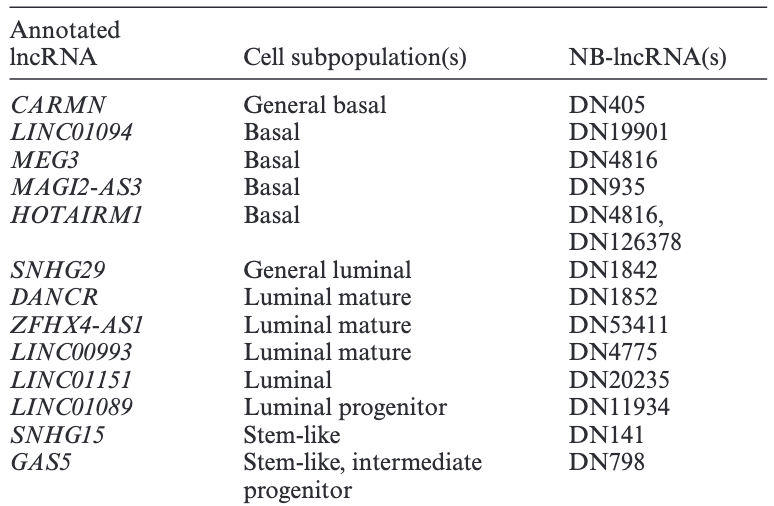 Annotated
lncRNA Cell subpopulation(s) NB-lncRNA(s)
CARMN General basal DN405
LINC01094 Basal DN19901
MEG3 Basal DN4816
MAGI2-AS3 Basal DN935
HOTAIRM1 Basal DN4816,
DN126378
SNHG29 General luminal DN1842
DANCR Luminal mature DN1852
ZFHX4-AS1 Luminal mature DN53411
LINC00993 Luminal mature DN4775
LINC01151 Luminal DN20235
LINC01089 Luminal progenitor DN11934
SNHG15 Stem-like DN141
GAS5 Stem-like, intermediate DN798
progenitor